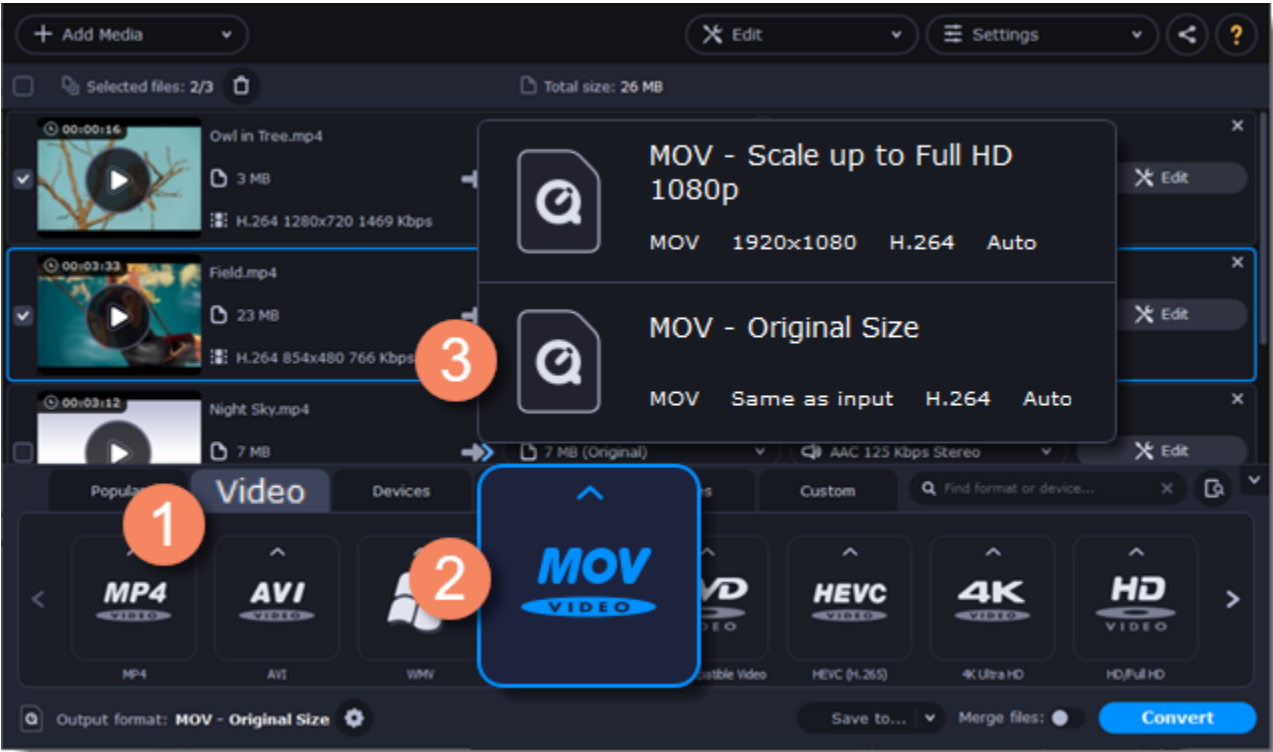 Add Media
Edit
Settings
?
Selected files: 2/3
Total size: 26 MB
00:00:16
Owl in Tree.mp4
3 MB
H.264 1280x720 1469 Kbps
Edit
MOV - Scale up to Full HD
1080p
MOV 1920x1080 H.264 Auto
00:03:33
Field.mp4
23 MB
H.264 854x480 766 Kbps
Edit
3
MOV - Original Size
MOV Same as input H.264 Auto
00:03:12
Night Sky.mp4
7 MB
7 MB (Original)
AAC 125 Kbps Stereo
Edit
1
Video
Devices
Custom
Find format or device...
2
MP4
VIDEO
AVI
VIDEO
MOV
VIDEO
HEVC
VIDEO
4K
VIDEO
HD
VIDEO
MP4
AVI
WMV
Video
HEVC (H.265)
4K Ultra HD
HD/Full HD
Output format: MOV - Original Size
Save to...
Merge files:
Convert